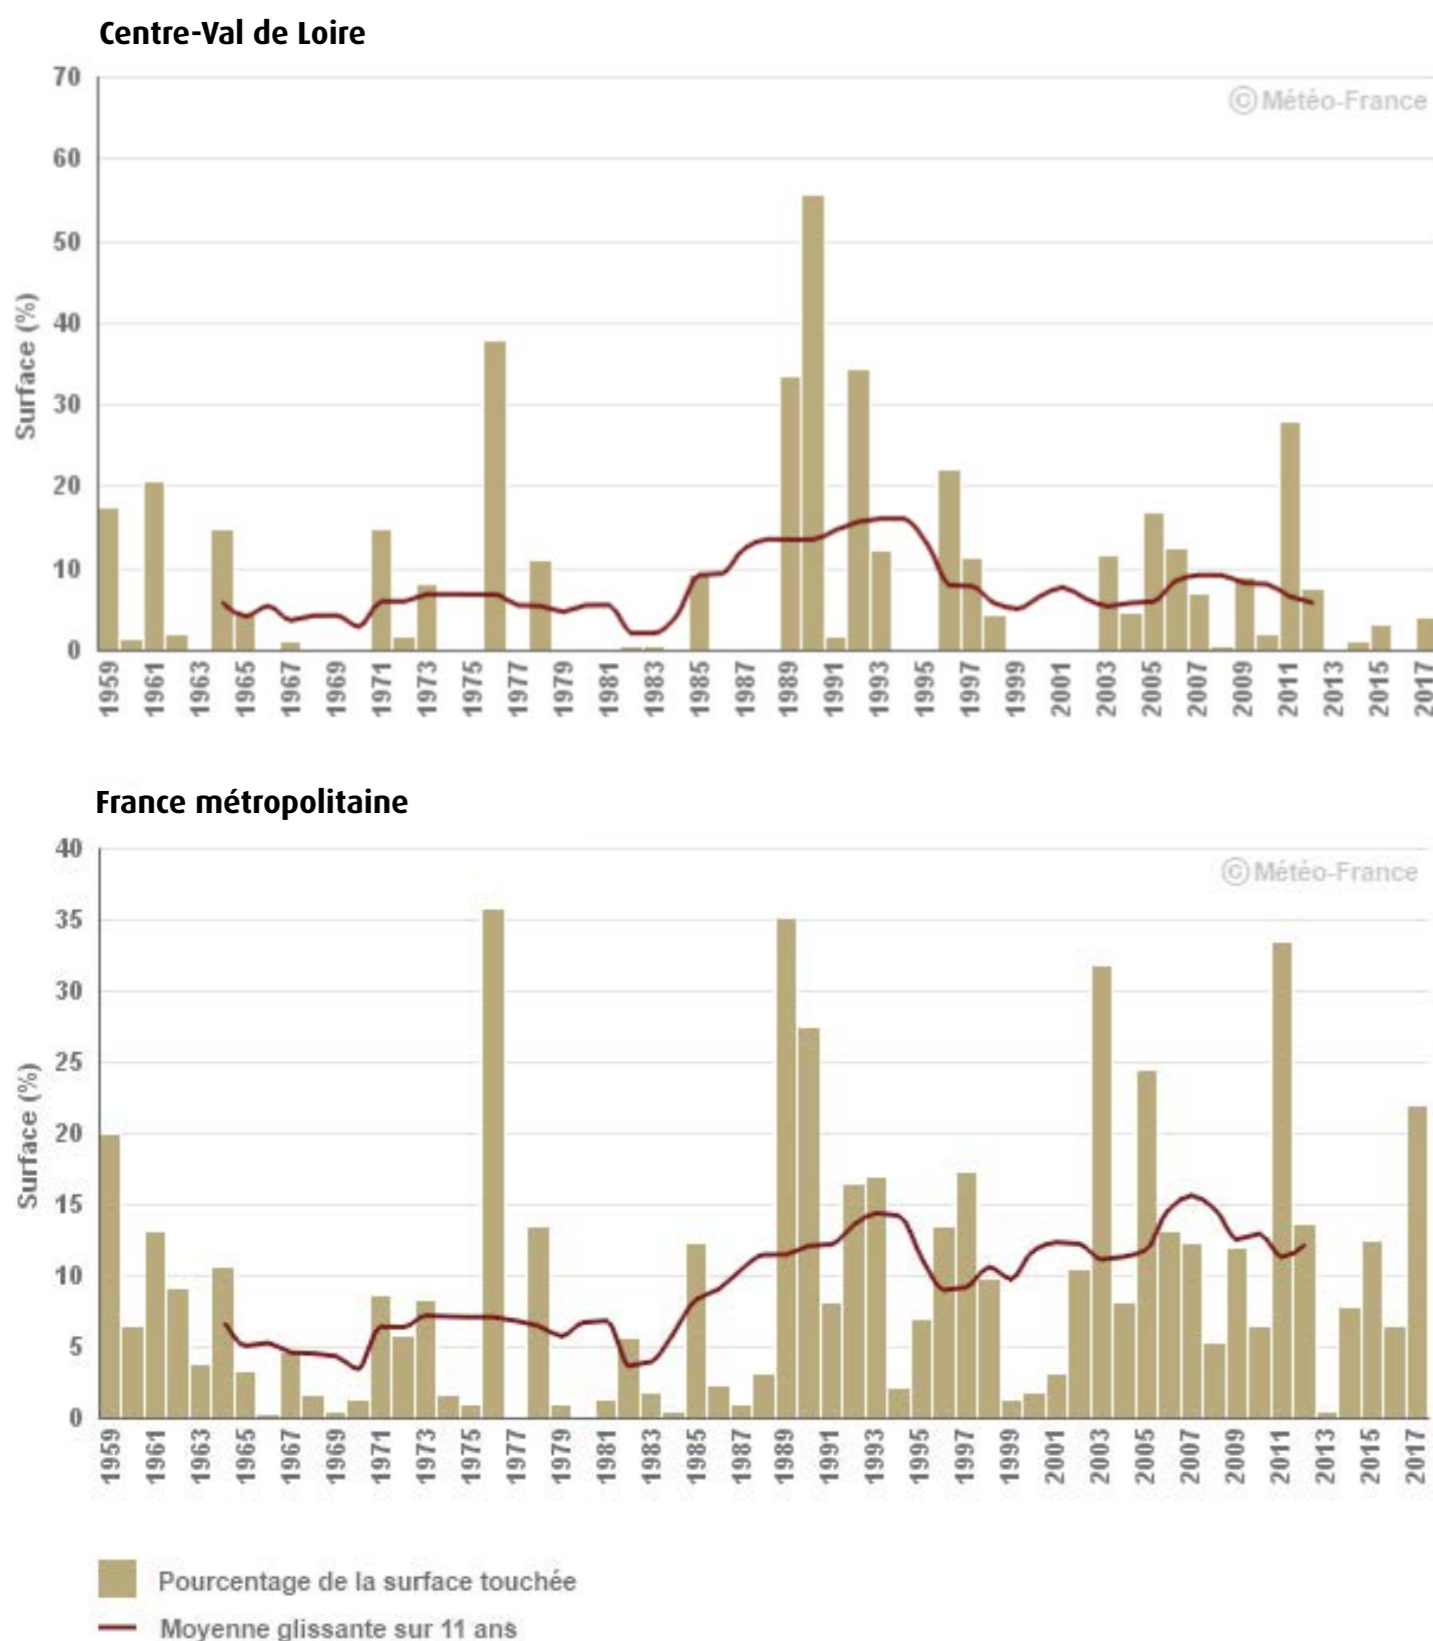 Centre-Val de Loire
© Météo-France
Surface (%)
70
60
50
40
30
20
10
0
1959 1961 1963 1965 1967 1969 1971 1973 1975 1977 1979 1981 1983 1985 1987 1989 1991 1993 1995 1997 1999 2001 2003 2005 2007 2009 2011 2013 2015 2017
France métropolitaine
© Météo-France
Surface (%)
40
35
30
25
20
15
10
5
0
1959 1961 1963 1965 1967 1969 1971 1973 1975 1977 1979 1981 1983 1985 1987 1989 1991 1993 1995 1997 1999 2001 2003 2005 2007 2009 2011 2013 2015 2017
Pourcentage de la surface touchée
Moyenne glissante sur 11 ans